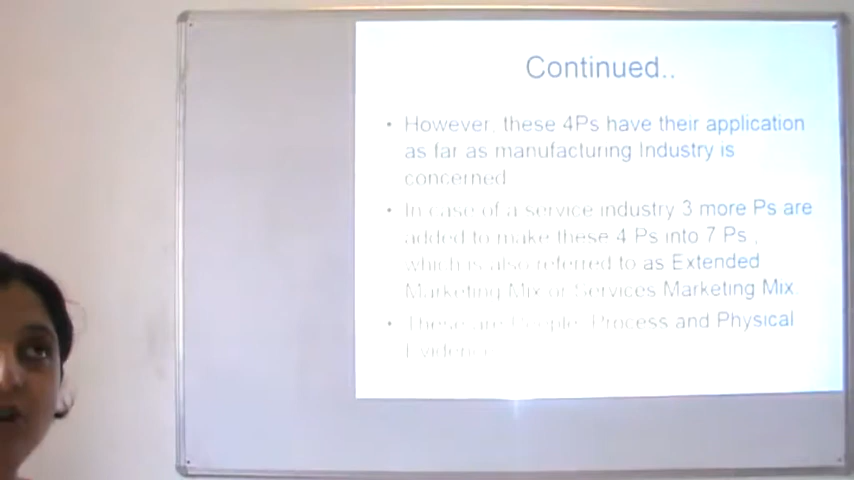 Continued..
• However, these 4Ps have their application
as far as manufacturing Industry is
concerned
• In case of a service industry 3 more Ps are
added to make these 4 Ps into 7 Ps ,
which is also referred to as Extended
Marketing Mix or Services Marketing Mix
• These are People, Process and Physical
Evidence